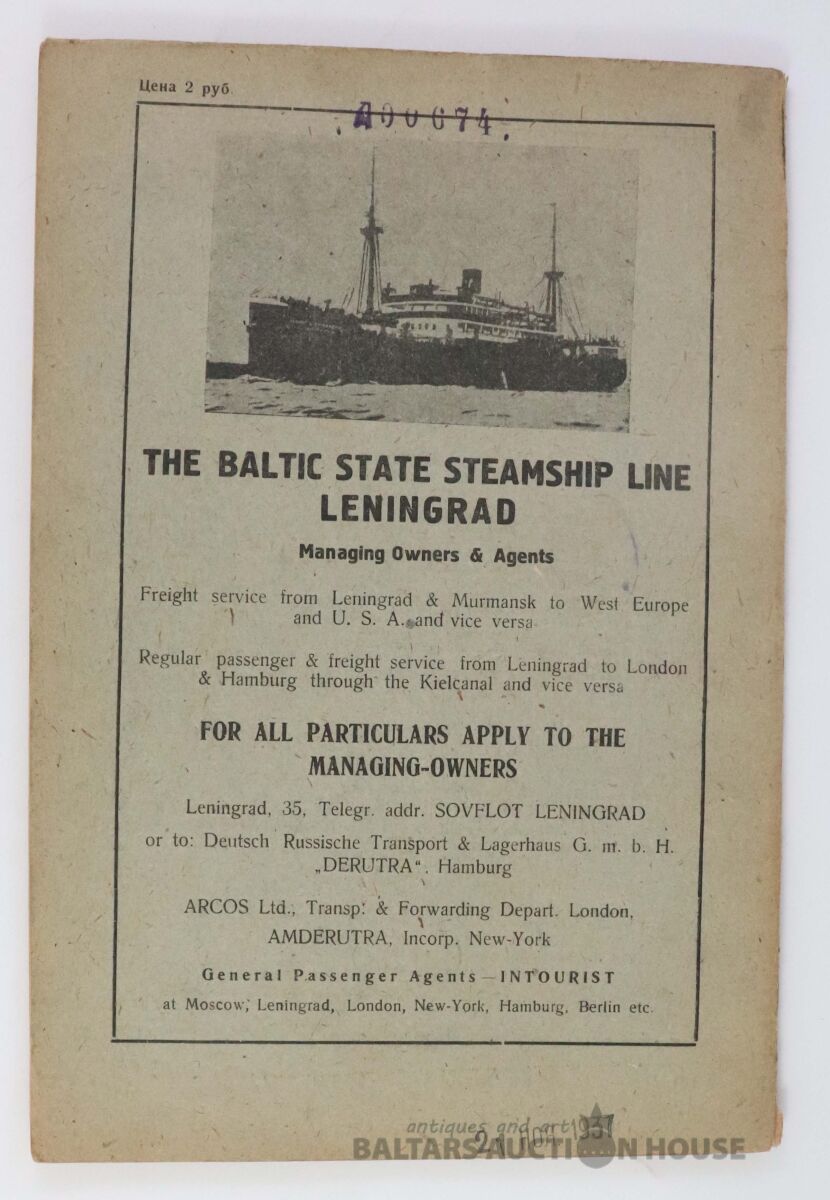 Цена 2 руб.
A00674.
THE BALTIC STATE STEAMSHIP LINE
LENINGRAD
Managing Owners & Agents
Freight service from Leningrad & Murmansk to West Europe
and U. S. A. and vice versa
Regular passenger & freight service from Leningrad to London
& Hamburg through the Kielcanal and vice versa
FOR ALL PARTICULARS APPLY TO THE
MANAGING-OWNERS
Leningrad, 35, Telegr. addr. SOVFLOT LENINGRAD
or to: Deutsch Russische Transport & Lagerhaus G. m. b. H.
„DERUTRA“. Hamburg
ARCOS Ltd., Transp. & Forwarding Depart. London,
AMDERUTRA, Incorp. New-York
General Passenger Agents — INTOURIST
at Moscow, Leningrad, London, New-York, Hamburg, Berlin etc.
antiques and art
21 1937
BALTARS AUCTION HOUSE